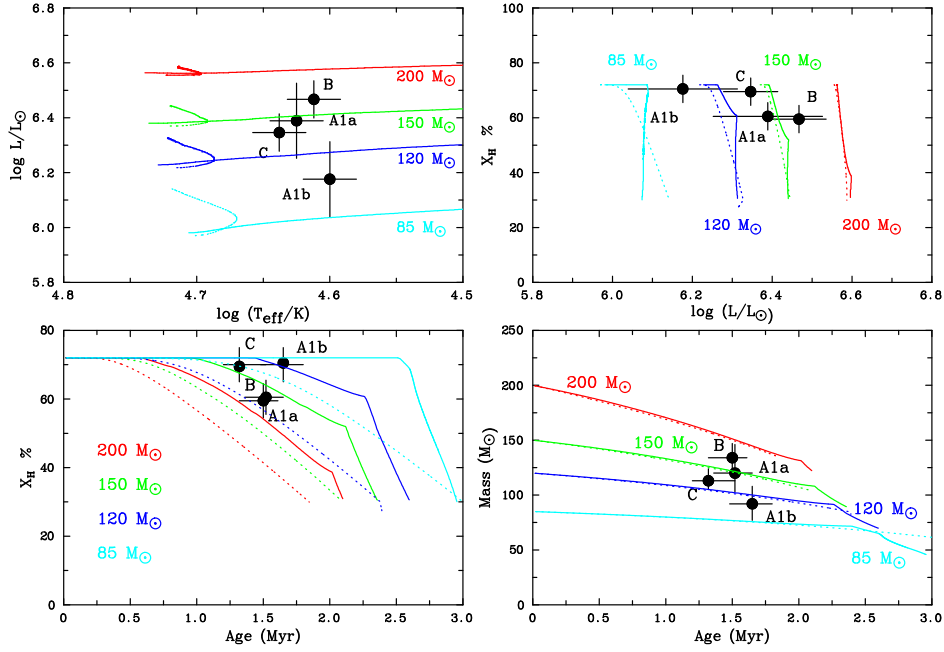 6.8
6.6
6.4
6.2
6.0
5.8
log L/L⊙
4.8
4.7
4.6
4.5
log (Teff/K)
200 M⊙
150 M⊙
120 M⊙
85 M⊙
B
A1a
C
A1b
100
80
60
40
20
0
XH %
5.8
6.0
6.2
6.4
6.6
6.8
log (L/L⊙)
85 M⊙
150 M⊙
C
B
A1b
A1a
120 M⊙
200 M⊙
80
60
40
20
0
XH %
0.0
0.5
1.0
1.5
2.0
2.5
3.0
Age (Myr)
C
A1b
B
A1a
200 M⊙
150 M⊙
120 M⊙
85 M⊙
250
200
150
100
50
0
Mass (M⊙)
0.0
0.5
1.0
1.5
2.0
2.5
3.0
Age (Myr)
200 M⊙
150 M⊙
B
A1a
C
A1b
120 M⊙
85 M⊙